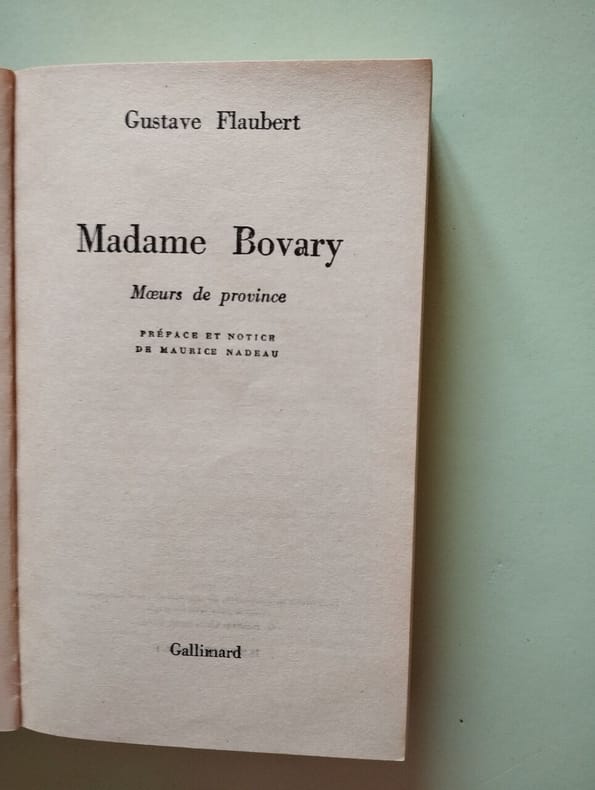 Gustave Flaubert
Madame Bovary
Mœurs de province
PRÉFACE ET NOTICE
DE MAURICE NADEAU
Gallimard